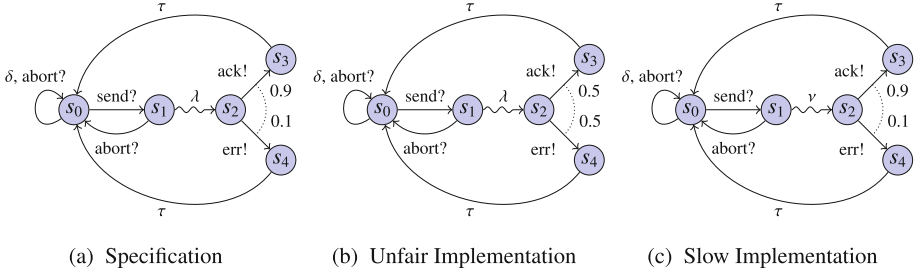 τ
s3
δ, abort?
ack!
0.9
send?
λ
s0
s1
s2
0.1
abort?
err!
s4
τ
(a) Specification
τ
s3
δ, abort?
ack!
0.5
send?
λ
s0
s1
s2
0.5
abort?
err!
s4
τ
(b) Unfair Implementation
τ
s3
δ, abort?
ack!
0.9
send?
ν
s0
s1
s2
0.1
abort?
err!
s4
τ
(c) Slow Implementation